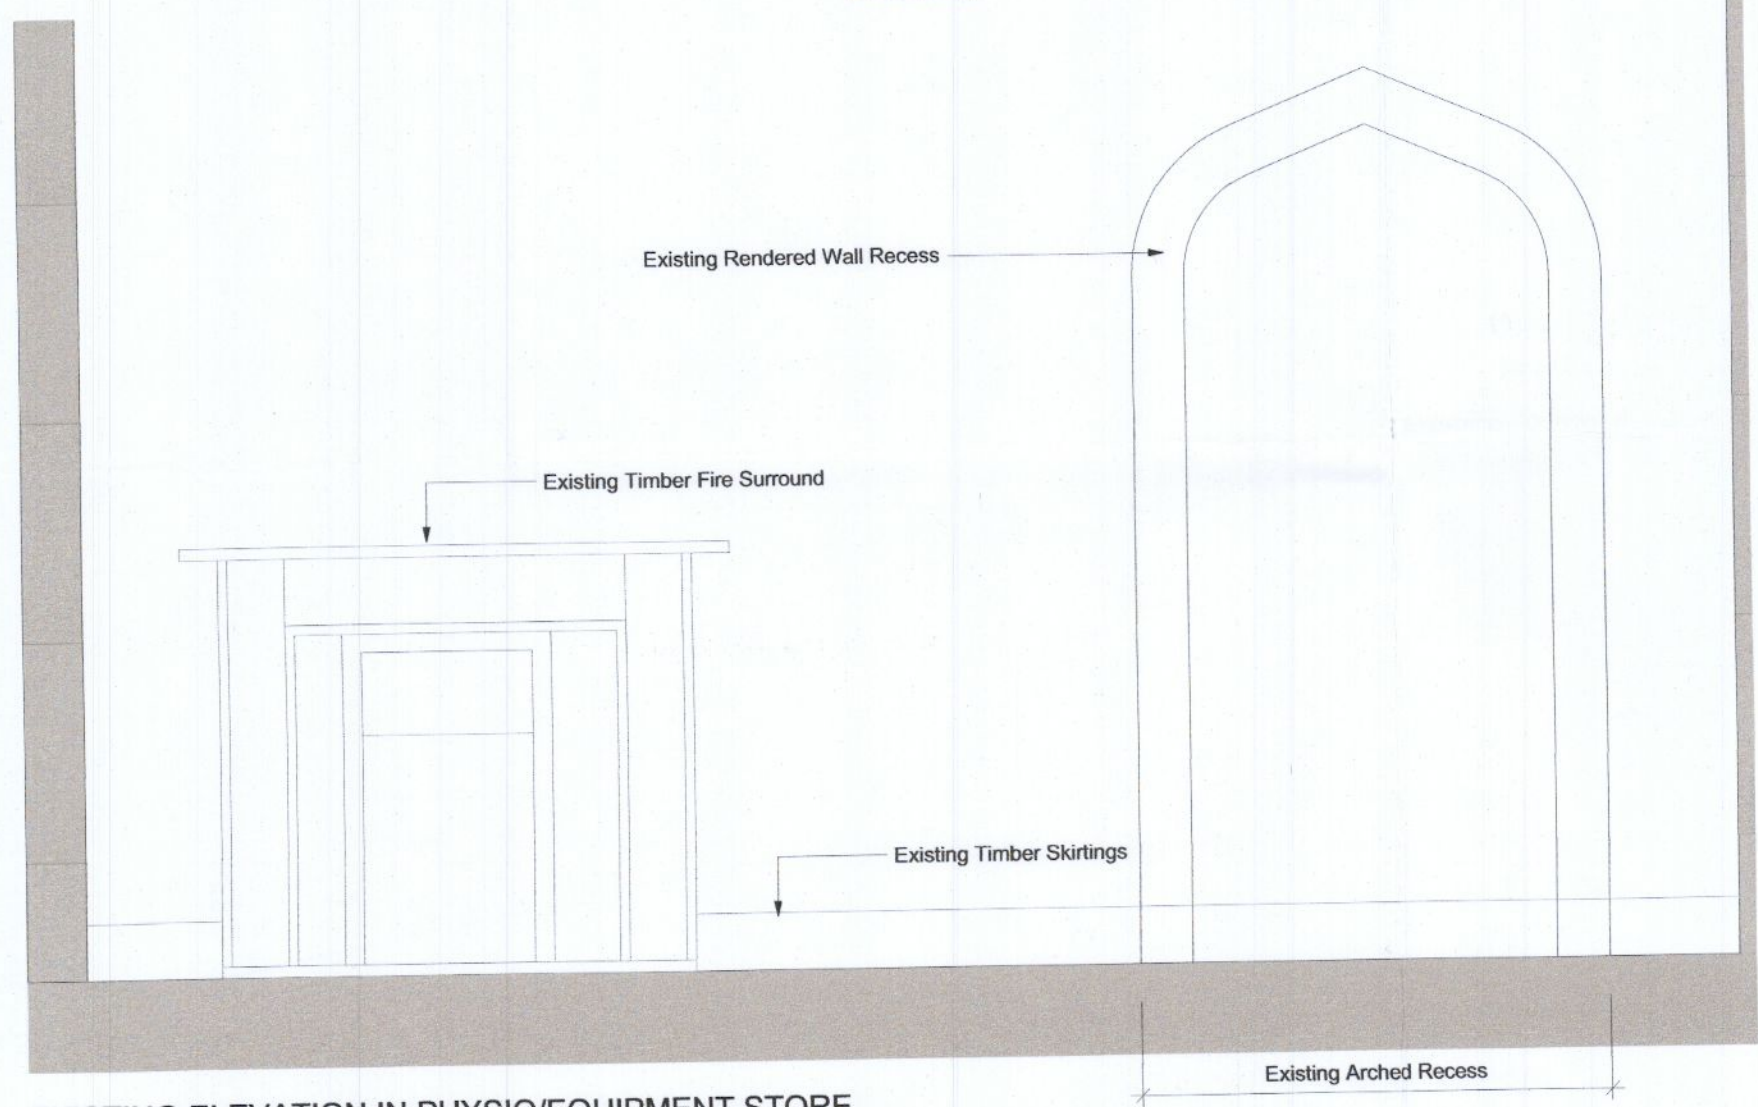 Existing Rendered Wall Recess
Existing Timber Fire Surround
Existing Timber Skirtings
Existing Arched Recess
ELEVATION IN PHYSIO/EQUIPMENT STORE